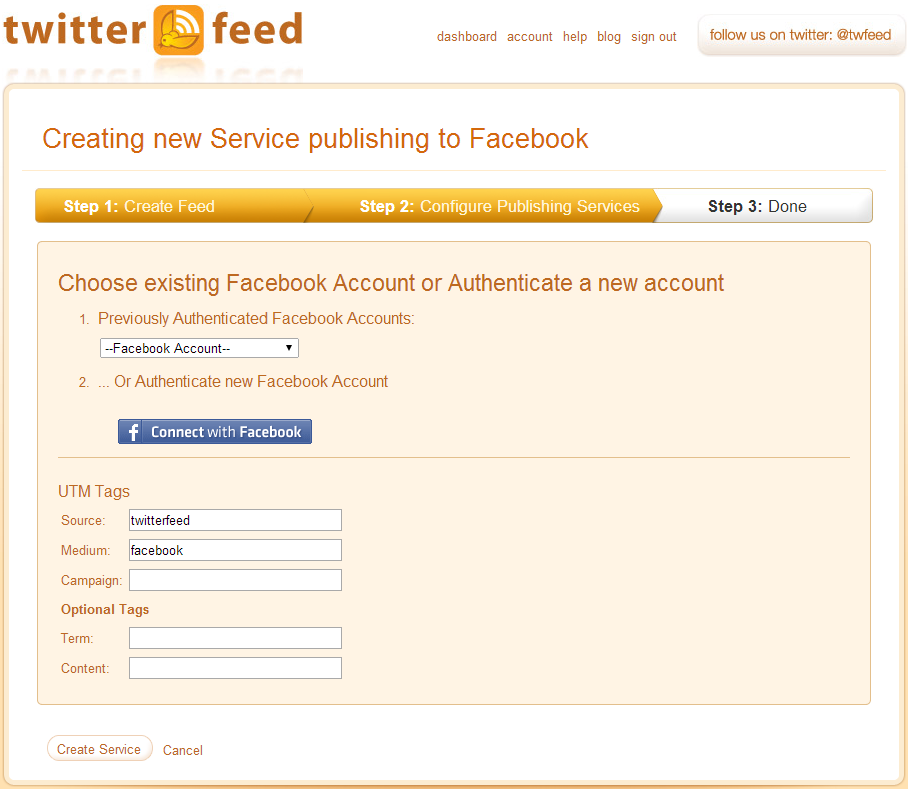 twitter feed
dashboard account help blog sign out
follow us on twitter: @twfeed
Creating new Service publishing to Facebook
Step 1: Create Feed
Step 2: Configure Publishing Services
Step 3: Done
Choose existing Facebook Account or Authenticate a new account
1. Previously Authenticated Facebook Accounts:
--Facebook Account--
2. ... Or Authenticate new Facebook Account
f Connect with Facebook
UTM Tags
Source: twitterfeed
Medium: facebook
Campaign:
Optional Tags
Term:
Content:
Create Service Cancel